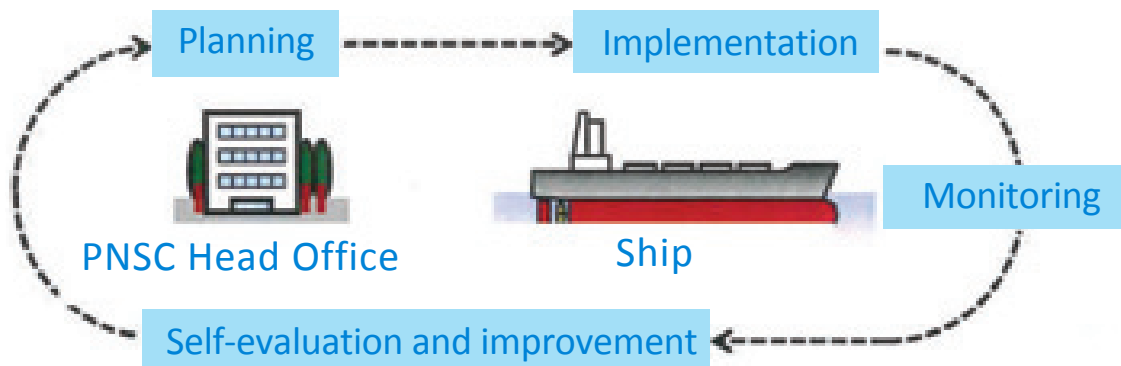 Planning
Implementation
Monitoring
PNSC Head Office
Ship
Self-evaluation and improvement